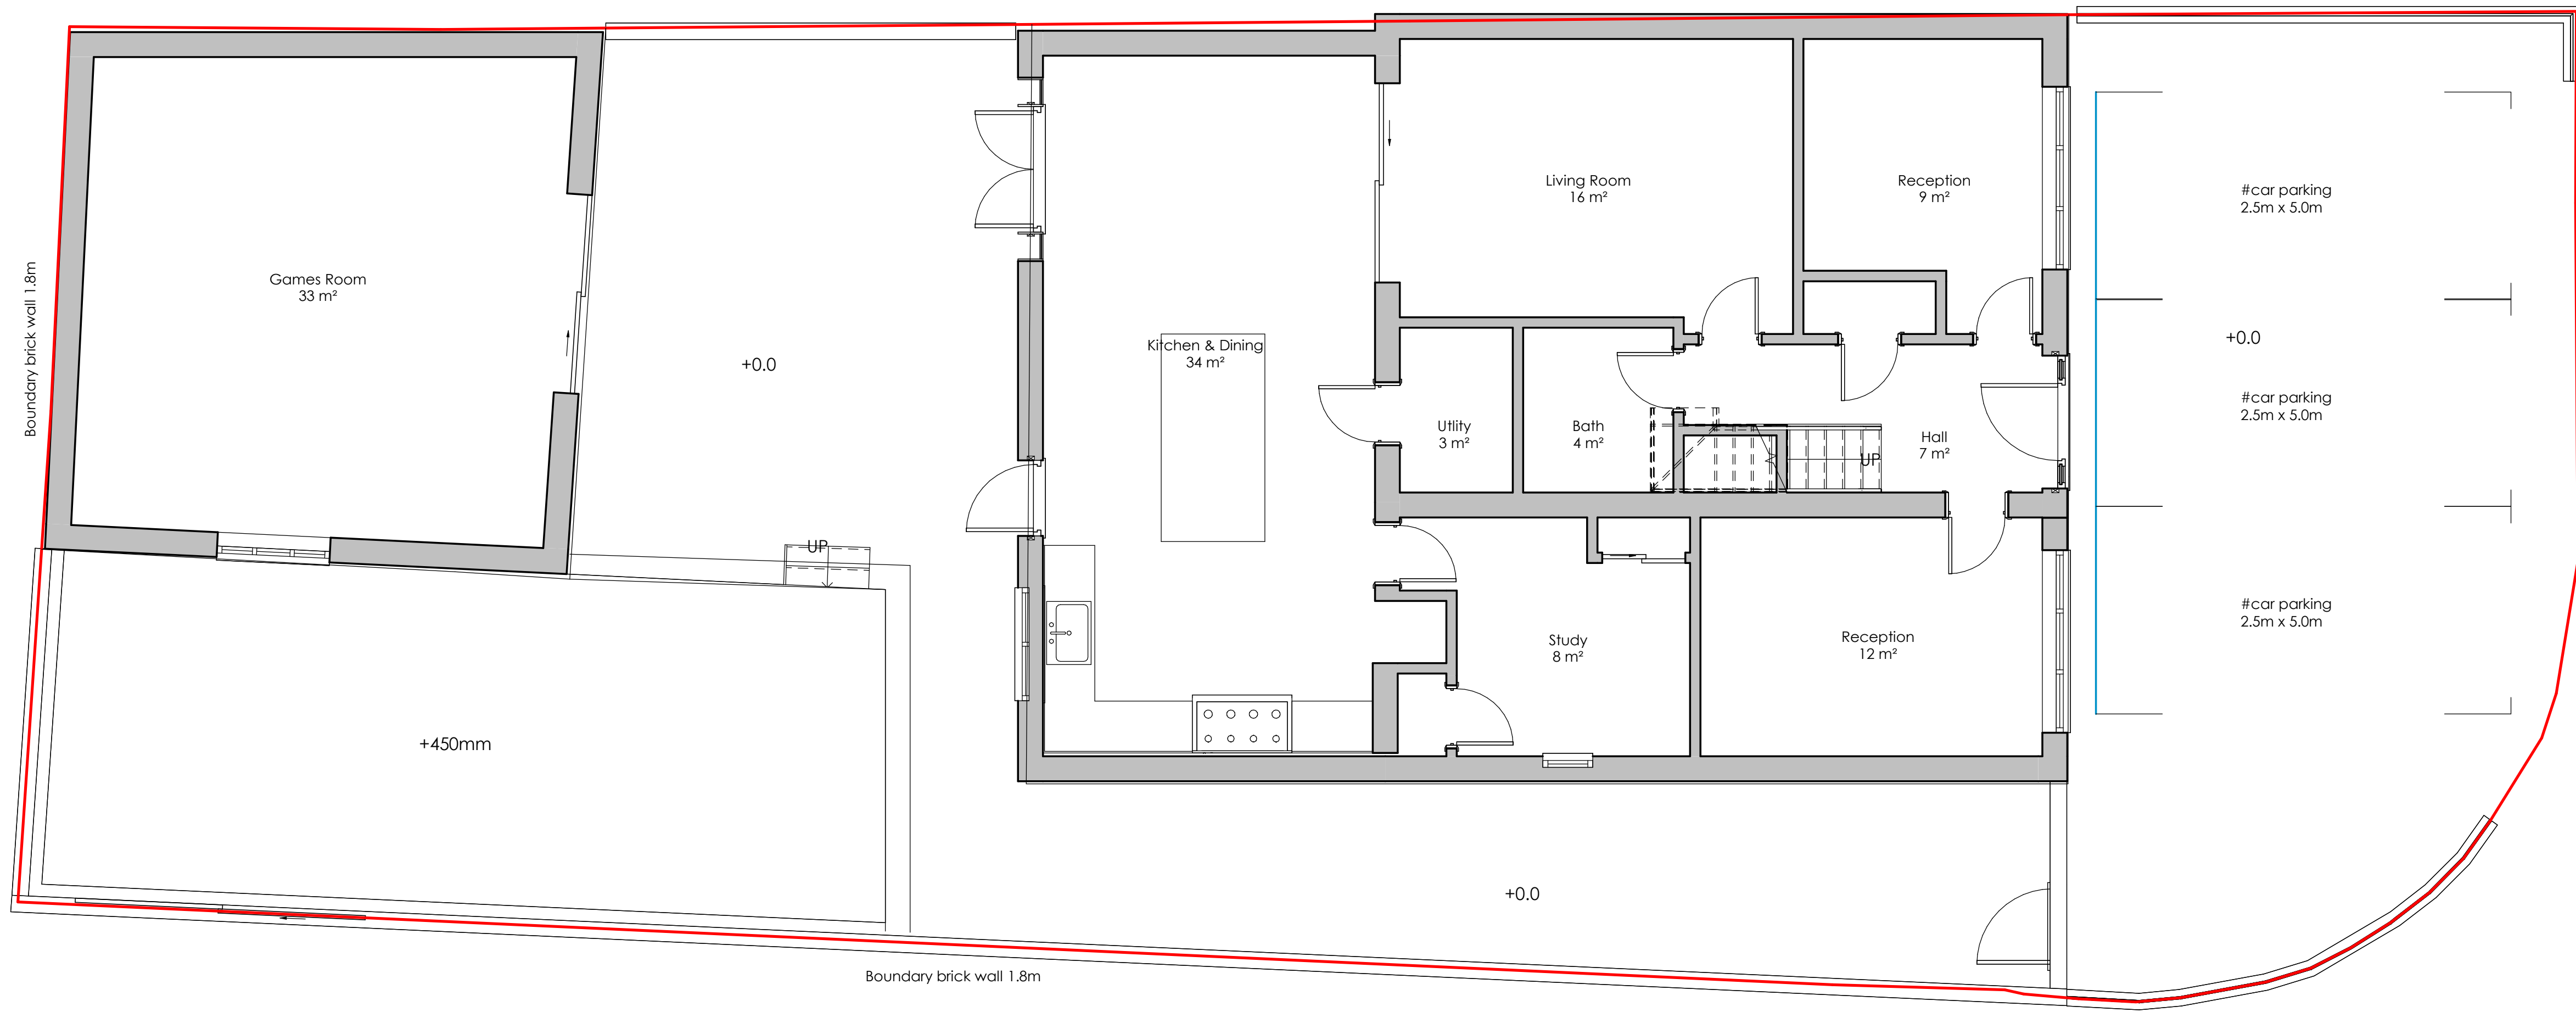 Boundary brick wall 1.8m
Games Room
33 m²
+0.0
UP
+450mm
Kitchen & Dining
34 m²
Living Room
16 m²
Reception
9 m²
Utlity
3 m²
Bath
4 m²
UP
Hall
7 m²
Study
8 m²
Reception
12 m²
#car parking
2.5m x 5.0m
+0.0
#car parking
2.5m x 5.0m
#car parking
2.5m x 5.0m
+0.0
Boundary brick wall 1.8m